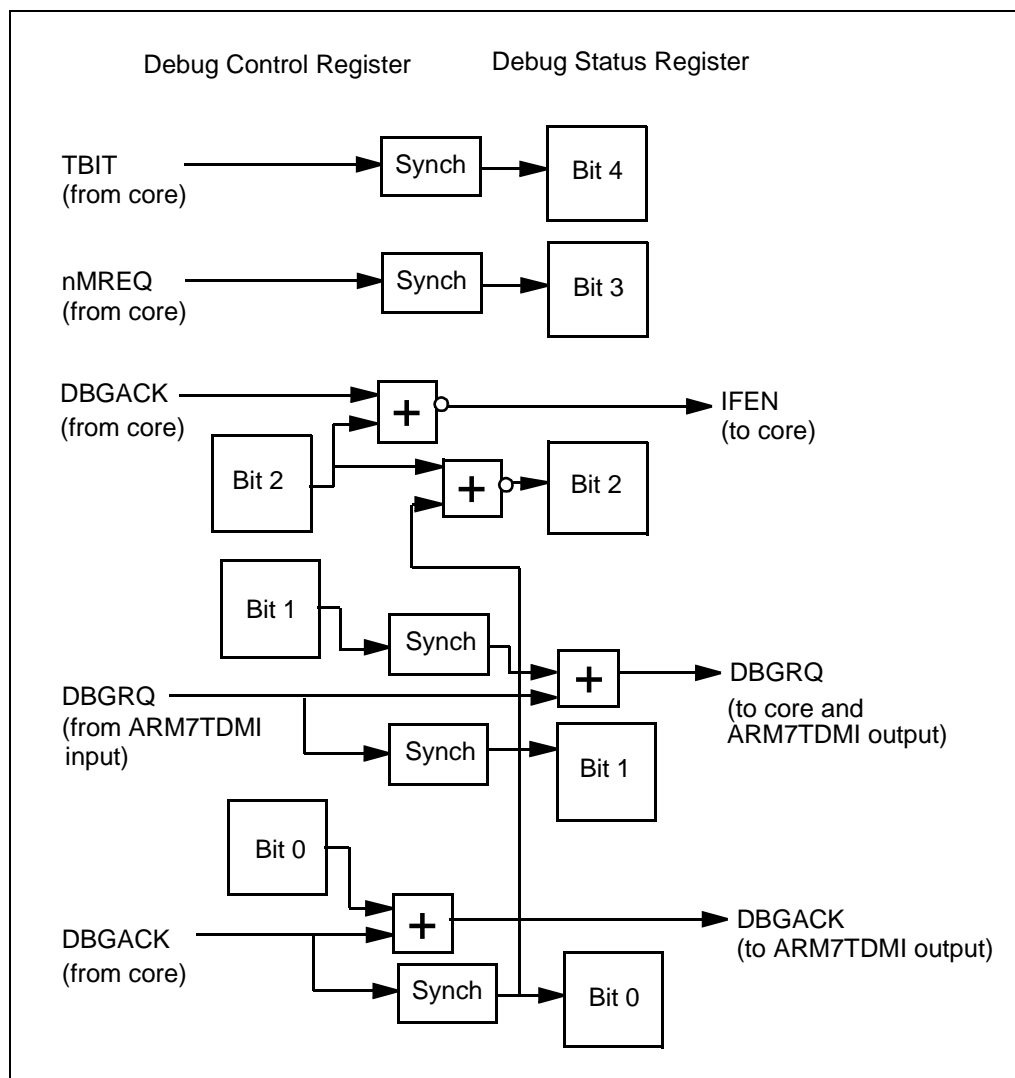 Debug Control Register
Debug Status Register
TBIT
(from core)
Synch
Bit 4
nMREQ
(from core)
Synch
Bit 3
DBGACK
(from core)
+
IFEN
(to core)
Bit 2
+
Bit 2
Bit 1
Synch
DBGRQ
(from ARM7TDMI
input)
+
DBGRQ
(to core and
ARM7TDMI output)
Synch
Bit 1
Bit 0
DBGACK
(from core)
+
DBGACK
(to ARM7TDMI output)
Synch
Bit 0